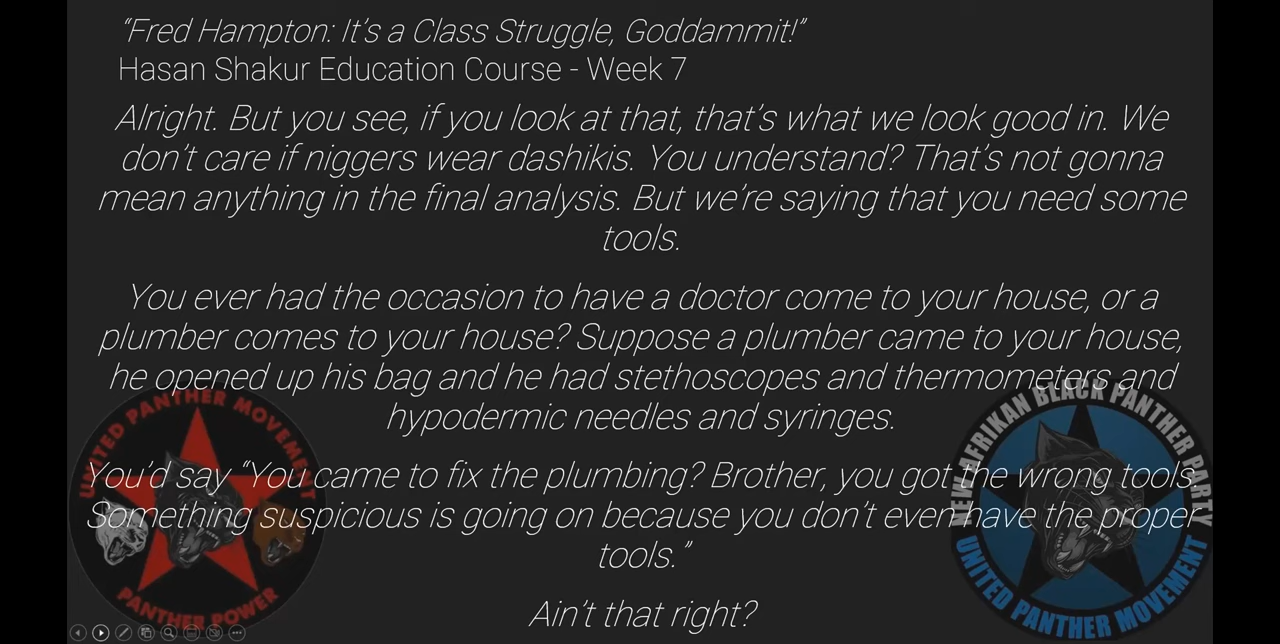 “Fred Hampton: It’s a Class Struggle, Goddammit!”
Hasan Shakur Education Course - Week 7
Alright. But you see, if you look at that, that’s what we look good in. We
don’t care if niggers wear dashikis. You understand? That’s not gonna
mean anything in the final analysis. But we’re saying that you need some
tools.
You ever had the occasion to have a doctor come to your house, or a
plumber comes to your house? Suppose a plumber came to your house,
he opened up his bag and he had stethoscopes and thermometers and
hypodermic needles and syringes.
You’d say “You came to fix the plumbing? Brother, you got the wrong tools.
Something suspicious is going on because you don’t even have the proper
tools.”
Ain’t that right?
UNITED PANTHER MOVEMENT
PANTHER POWER
NEW AFRIKAN BLACK PANTHER PARTY
UNITED PANTHER MOVEMENT